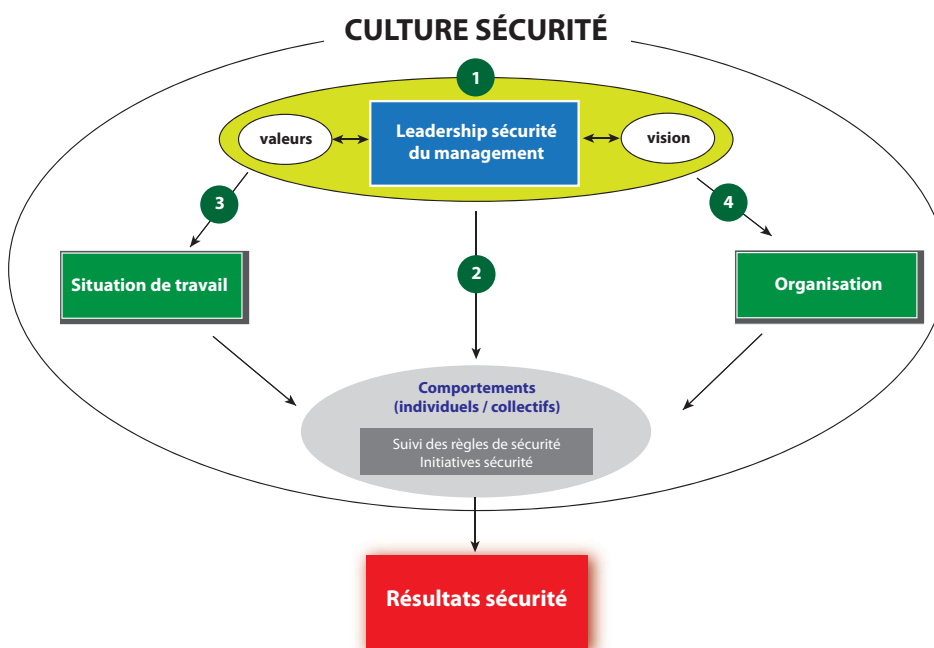 CULTURE SÉCURITÉ
1
valeurs
Leadership sécurité
du management
vision
3
4
2
Situation de travail
Organisation
Comportements
(individuels / collectifs)
Suivi des règles de sécurité
Initiatives sécurité
Résultats sécurité